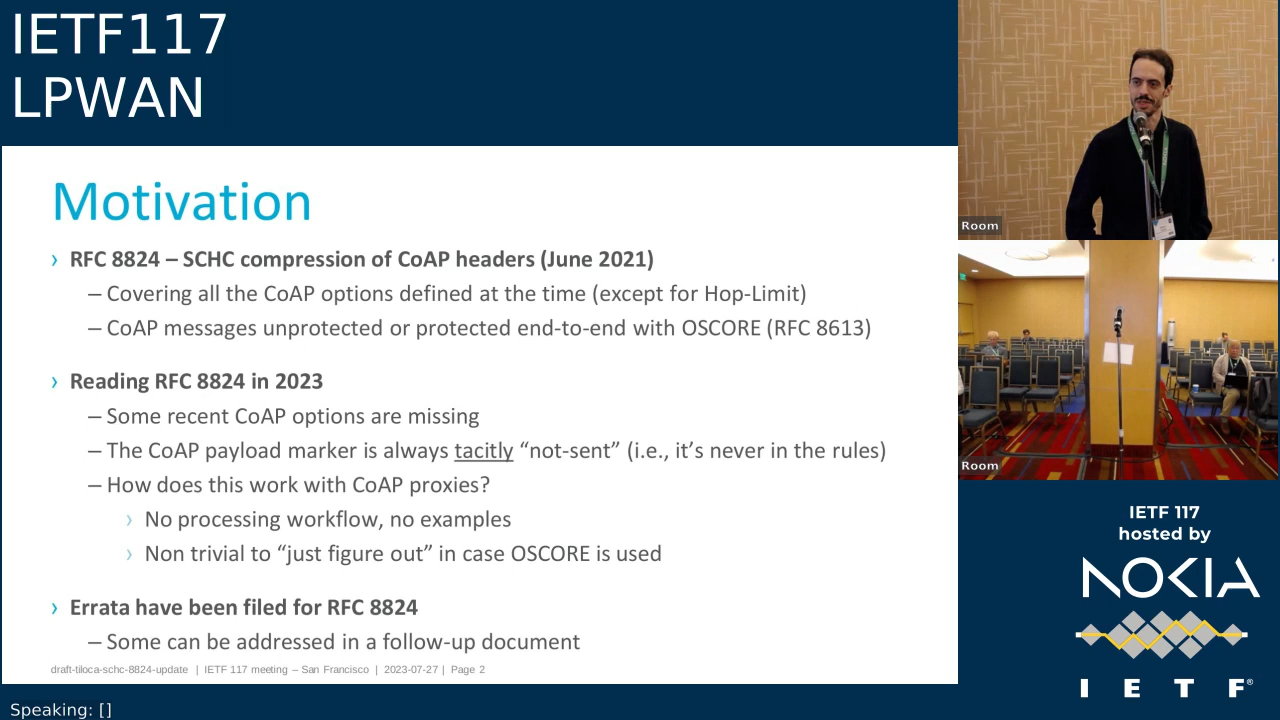 IETF117
LPWAN
Motivation
› RFC 8824 – SCHC compression of CoAP headers (June 2021)
– Covering all the CoAP options defined at the time (except for Hop-Limit)
– CoAP messages unprotected or protected end-to-end with OSCORE (RFC 8613)
› Reading RFC 8824 in 2023
– Some recent CoAP options are missing
– The CoAP payload marker is always tacitly “not-sent” (i.e., it’s never in the rules)
– How does this work with CoAP proxies?
› No processing workflow, no examples
› Non trivial to “just figure out” in case OSCORE is used
› Errata have been filed for RFC 8824
– Some can be addressed in a follow-up document
draft-tiloca-schc-8824-update | IETF 117 meeting – San Francisco | 2023-07-27 | Page 2
Speaking: []
Room
Room
IETF 117
hosted by
NOKIA
I E T F®